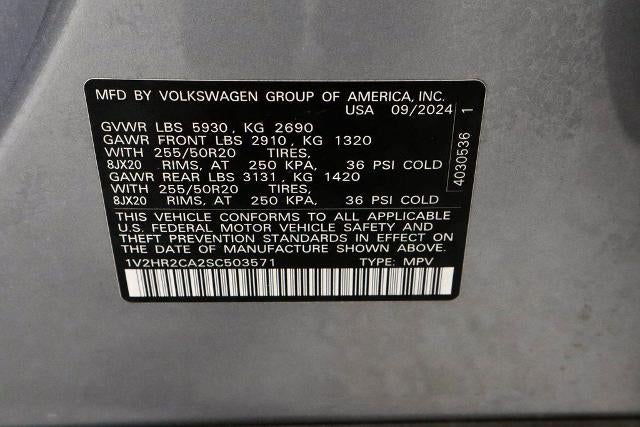 MFD BY VOLKSWAGEN GROUP OF AMERICA, INC.
USA 09/2024
GVWR LBS 5930, KG 2690
GAWR FRONT LBS 2910, KG 1320
WITH 255/50R20 TIRES,
8JX20 RIMS, AT 250 KPA, 36 PSI COLD
GAWR REAR LBS 3131, KG 1420
WITH 255/50R20 TIRES,
8JX20 RIMS, AT 250 KPA, 36 PSI COLD
THIS VEHICLE CONFORMS TO ALL APPLICABLE
U.S. FEDERAL MOTOR VEHICLE SAFETY AND
THEFT PREVENTION STANDARDS IN EFFECT ON
THE DATE OF MANUFACTURE SHOWN ABOVE.
1V2HR2CA2SC503571 TYPE: MPV
4030536 1